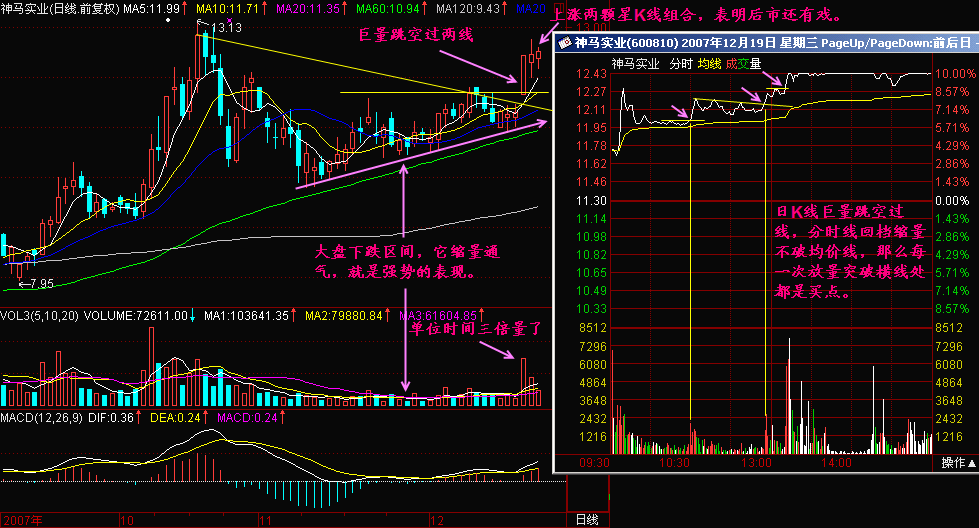 神马实业(日线.前复权) MA5:11.99↑ MA10:11.71↑ MA20:11.35↑ MA60:10.94↑ MA120:9.43↑ MA20
上涨两颗星K线组合，表明后市还有戏。
13.13
巨量跳空过两线
大盘下跌区间，它缩量通
气，就是强势的表现。
←7.95
VOL3(5,10,20) VOLUME:72611.00↓ MA1:103641.35↑ MA2:79880.84↑ MA3:61604.85↑
单位时间三倍量了
MACD(12,26,9) DIF:0.36↑ DEA:0.24↑ MACD:0.24↑
2007年 10 11 12 日线
神马实业(600810) 2007年12月19日 星期三 PageUp/PageDown:前后日
神马实业 分时 均线 成交量
12.43 10.00%
12.27 8.57%
12.11 7.14%
11.95 5.71%
11.78 4.29%
11.62 2.86%
11.46 1.43%
11.30 0.00%
11.14 1.43%
10.98 2.86%
10.82 4.29%
10.65 5.71%
10.49 7.14%
10.33 8.57%
日K线巨量跳空过
线，分时线回档缩量
不破均价线，那么每
一次放量突破横线处
都是买点。
8512 8512
7296 7296
6080 6080
4864 4864
3648 3648
2432 2432
1216 1216
09:30 10:30 13:00 14:00 操作▲